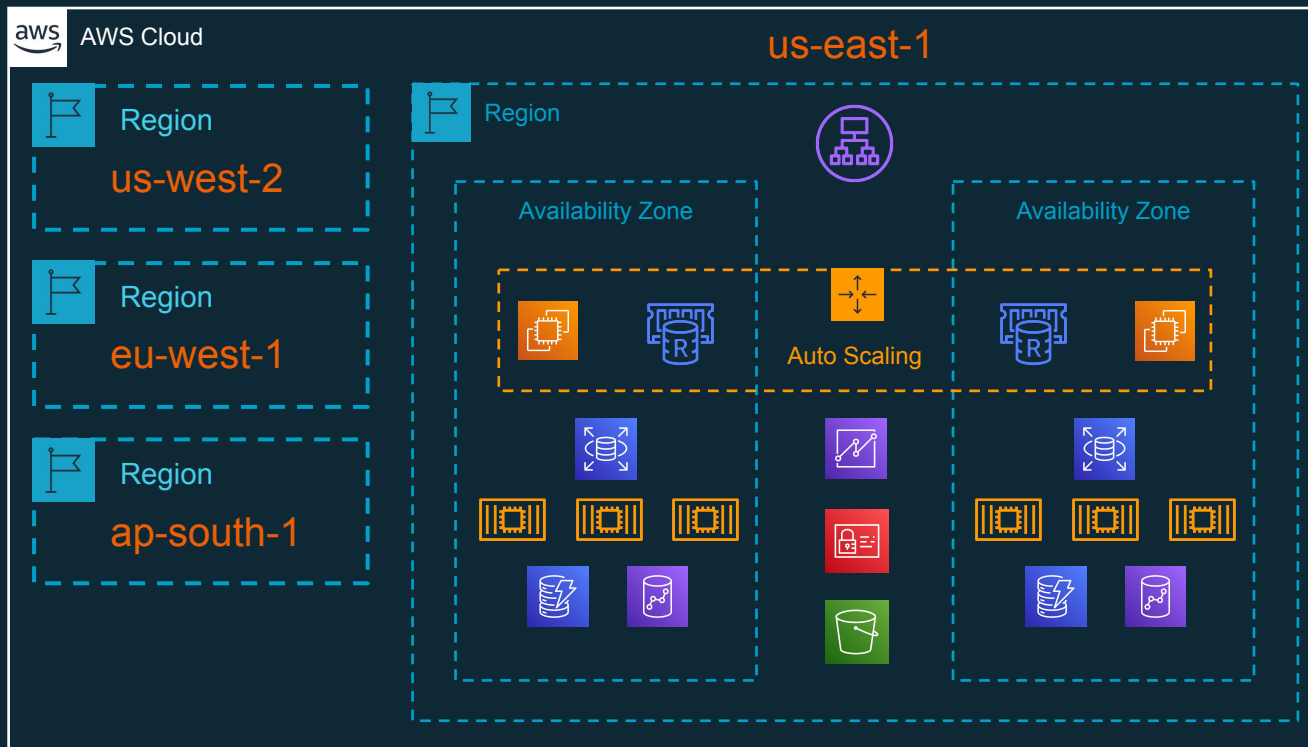 aws
AWS Cloud
us-east-1
Region
us-west-2
Region
eu-west-1
Region
ap-south-1
Region
Availability Zone
Availability Zone
R
Auto Scaling
R